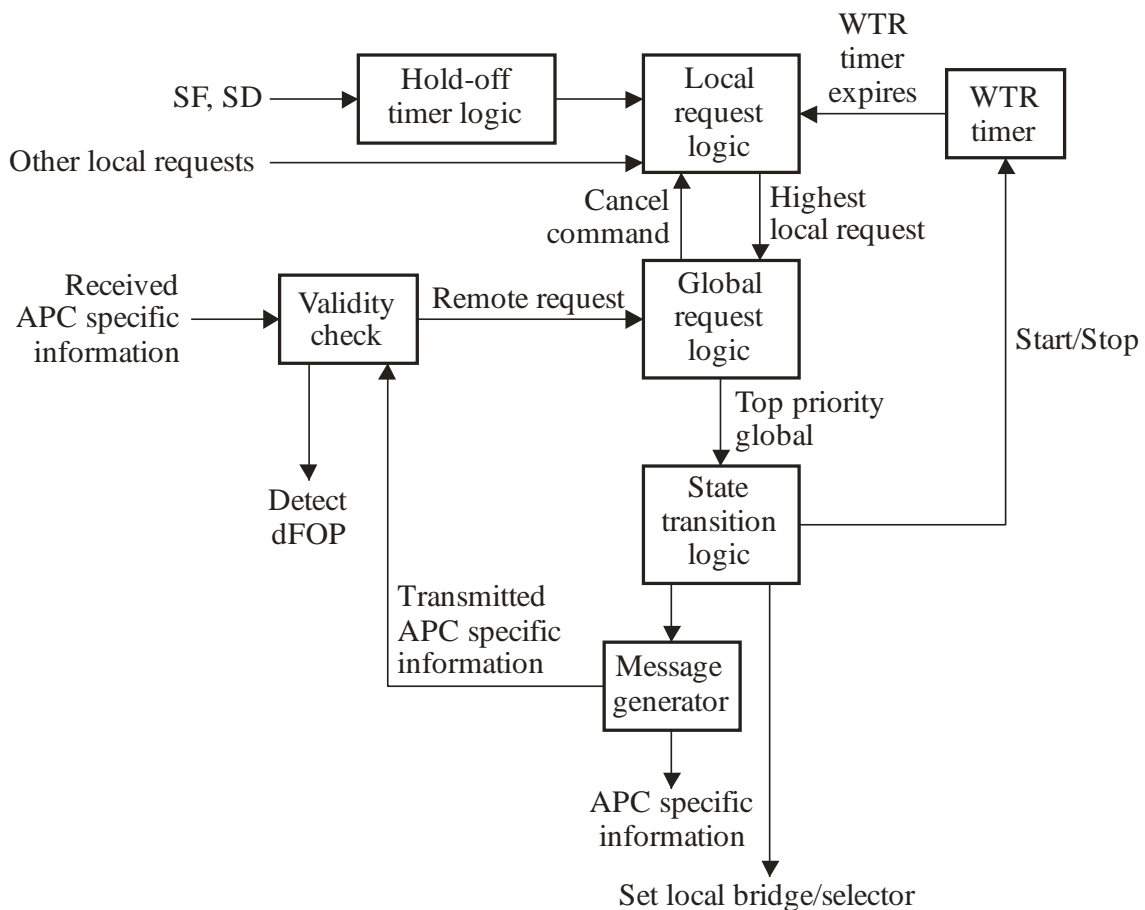 WTR
timer
expires
SF, SD
Hold-off
timer logic
Local
request
logic
WTR
timer
Other local requests
Cancel
command
Highest
local request
Received
APC specific
information
Validity
check
Remote request
Global
request
logic
Start/Stop
Top priority
global
Detect
dFOP
State
transition
logic
Transmitted
APC specific
information
Message
generator
APC specific
information
Set local bridge/selector